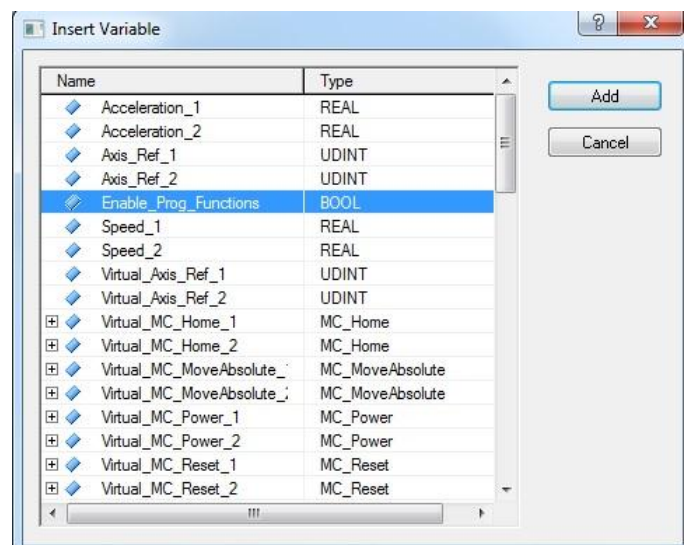 Insert Variable
Name Type
Acceleration_1 REAL
Acceleration_2 REAL
Axis_Ref_1 UDINT
Axis_Ref_2 UDINT
Enable_Prog_Functions BOOL
Speed_1 REAL
Speed_2 REAL
Virtual_Axis_Ref_1 UDINT
Virtual_Axis_Ref_2 UDINT
Virtual_MC_Home_1 MC_Home
Virtual_MC_Home_2 MC_Home
Virtual_MC_MoveAbsolute_ MC_MoveAbsolute
Virtual_MC_MoveAbsolute_ MC_MoveAbsolute
Virtual_MC_Power_1 MC_Power
Virtual_MC_Power_2 MC_Power
Virtual_MC_Reset_1 MC_Reset
Virtual_MC_Reset_2 MC_Reset
Add
Cancel